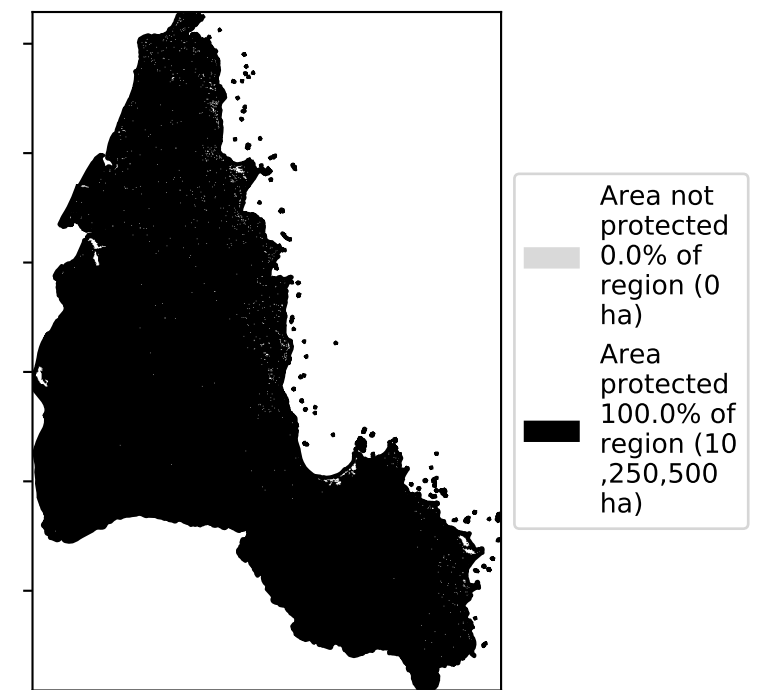 Area not
protected
0.0% of
region (0
ha)
Area
protected
100.0% of
region (10
,250,500
ha)